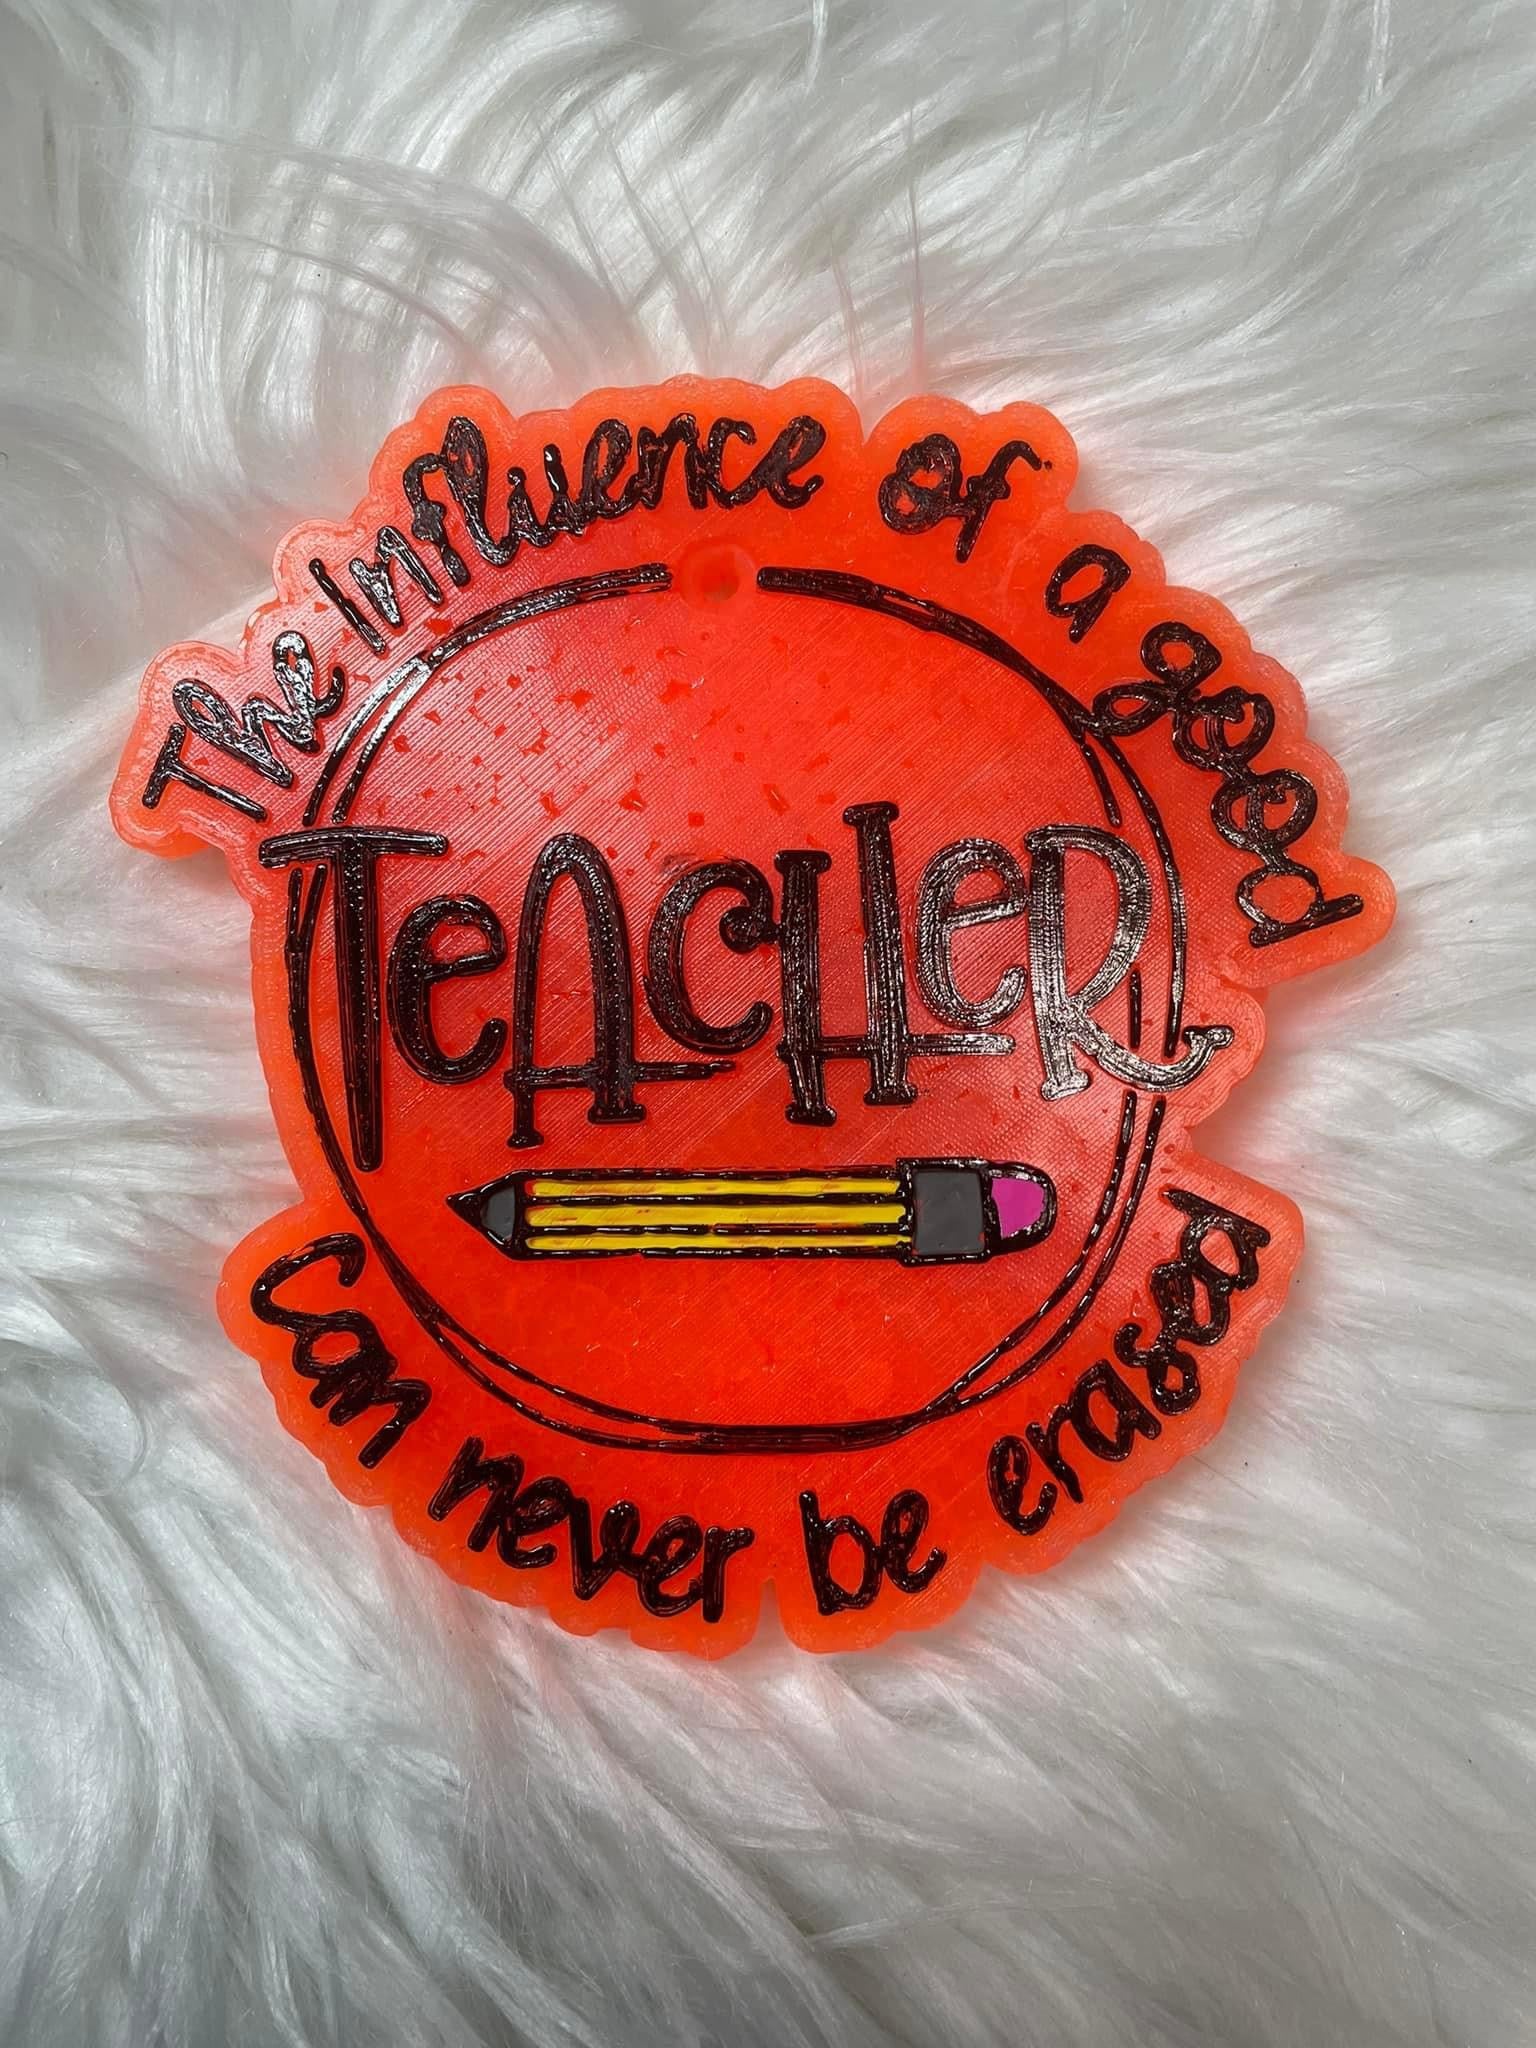 The Influence of a good
TeAcHeR
Can never be erased